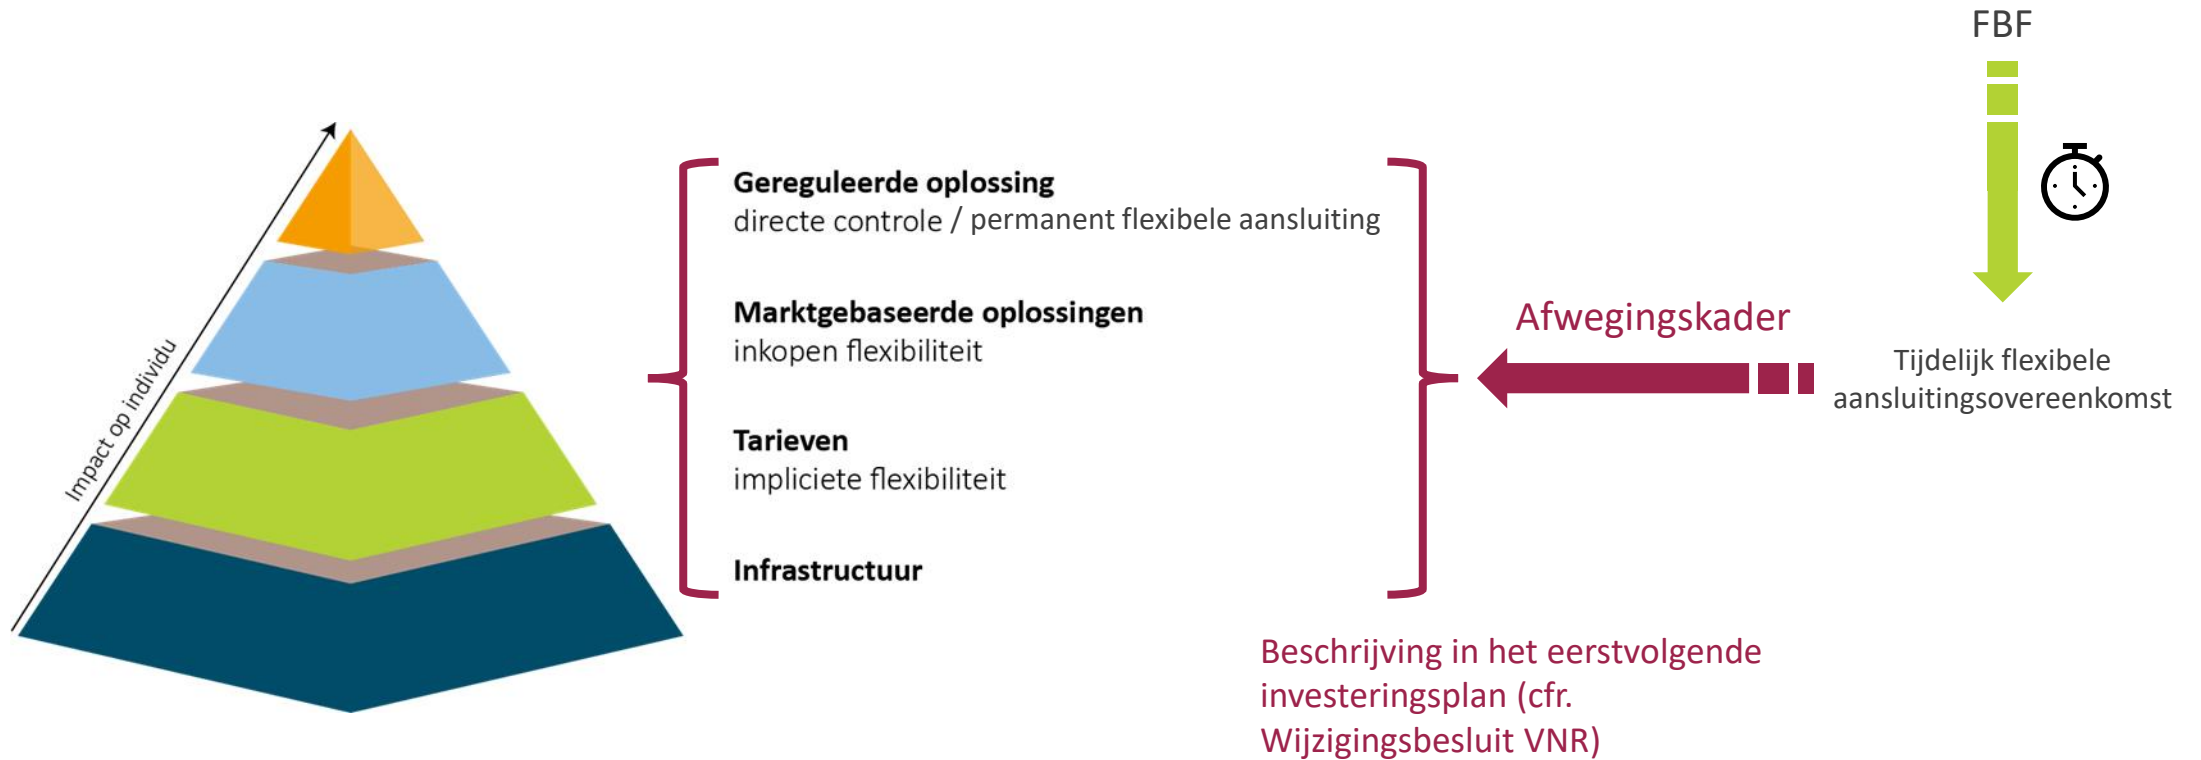 FBF
Impact op individu
Gereguleerde oplossing
directe controle / permanent flexibele aansluiting
Marktgebaseerde oplossingen
inkopen flexibiliteit
Tarieven
impliciete flexibiliteit
Infrastructuur
Afwegingskader
Tijdelijk flexibele
aansluitingsovereenkomst
Beschrijving in het eerstvolgende
investeringsplan (cfr.
Wijzigingsbesluit VNR)